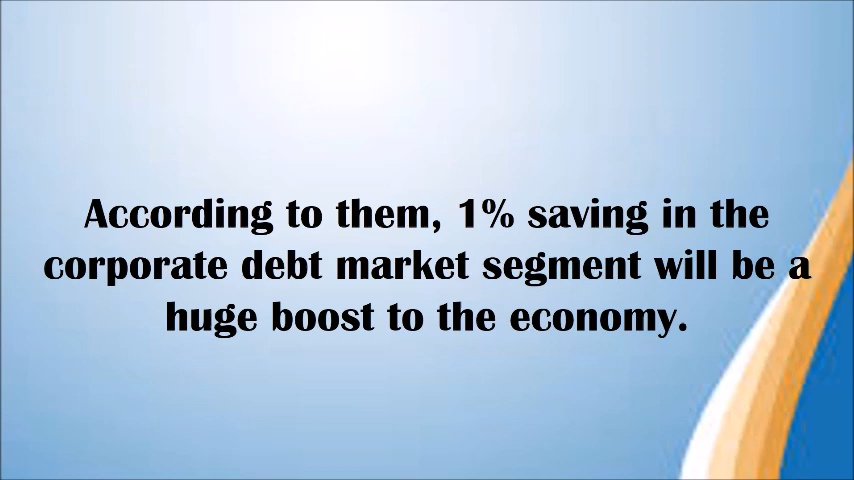 According to them, 1% saving in the
corporate debt market segment will be a
huge boost to the economy.